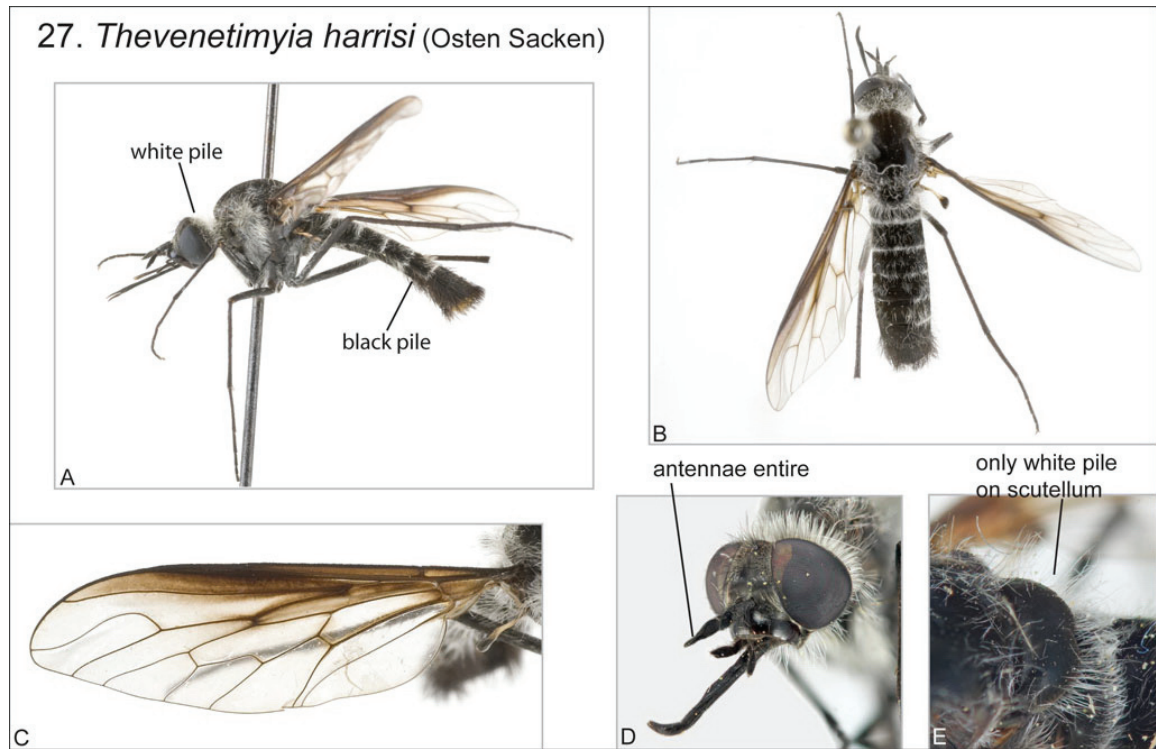 27. Thevenetimyia harrisi (Osten Sacken)
white pile
black pile
A
B
antennae entire
only white pile
on scutellum
C
D
E